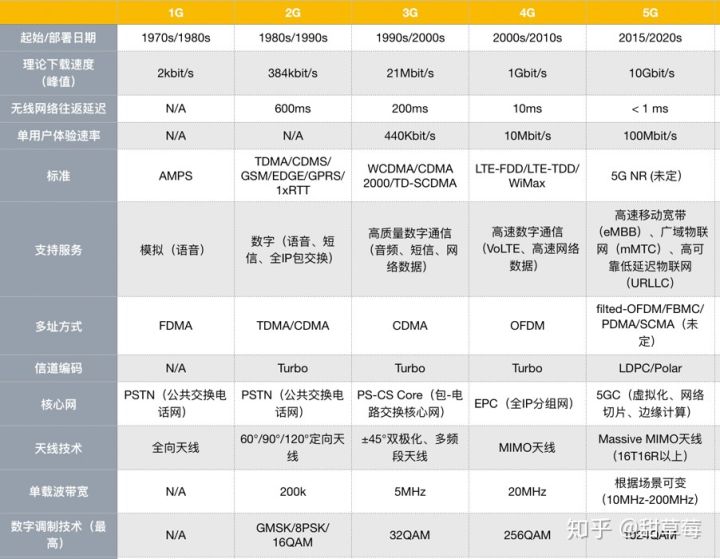 1G 2G 3G 4G 5G
起始/部署日期 1970s/1980s 1980s/1990s 1990s/2000s 2000s/2010s 2015/2020s
理论下载速度
（峰值） 2kbit/s 384kbit/s 21Mbit/s 1Gbit/s 10Gbit/s
无线网络往返延迟 N/A 600ms 200ms 10ms < 1 ms
单用户体验速率 N/A N/A 440Kbit/s 10Mbit/s 100Mbit/s
标准 AMPS
TDMA/CDMS/
GSM/EDGE/GPRS/
1xRTT
WCDMA/CDMA
2000/TD-SCDMA
LTE-FDD/LTE-TDD/
WiMax
5G NR (未定）
支持服务 模拟（语音）
数字（语音、短
信、全IP包交换）
高质量数字通信
（音频、短信、网
络数据）
高速数字通信
（VoLTE、高速网络
数据）
高速移动宽带
（eMBB）、广域物联
网（mMTC）、高可
靠低延迟物联网
（URLLC）
多址方式 FDMA TDMA/CDMA CDMA OFDM
filted-OFDM/FBMC/
PDMA/SCMA（未
定）
信道编码 N/A Turbo Turbo Turbo LDPC/Polar
核心网
PSTN（公共交换电
话网）
PSTN（公共交换电
话网）
PS-CS Core（包-电
路交换核心网）
EPC（全IP分组网）
5GC（虚拟化、网络
切片、边缘计算）
天线技术 全向天线
60°/90°/120°定向天
线
±45°双极化、多频
段天线
MIMO天线
Massive MIMO天线
（16T16R以上）
单载波带宽 N/A 200k 5MHz 20MHz
根据场景可变
（10MHz-200MHz）
数字调制技术（最
高） N/A
GMSK/8PSK/
16QAM
32QAM 256QAM 1024QAM
知乎 @甜草莓